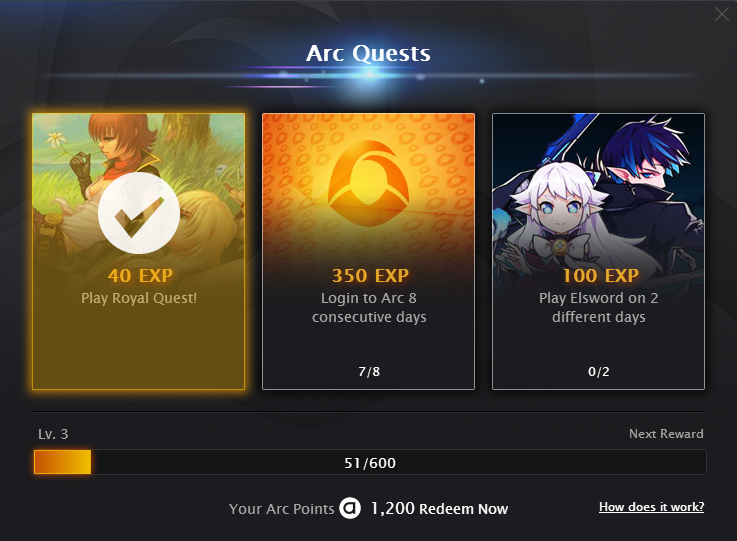 Arc Quests
40 EXP
Play Royal Quest!
350 EXP
Login to Arc 8
consecutive days
7/8
100 EXP
Play Elsword on 2
different days
0/2
Lv. 3
Next Reward
51/600
Your Arc Points 1,200 Redeem Now
How does it work?